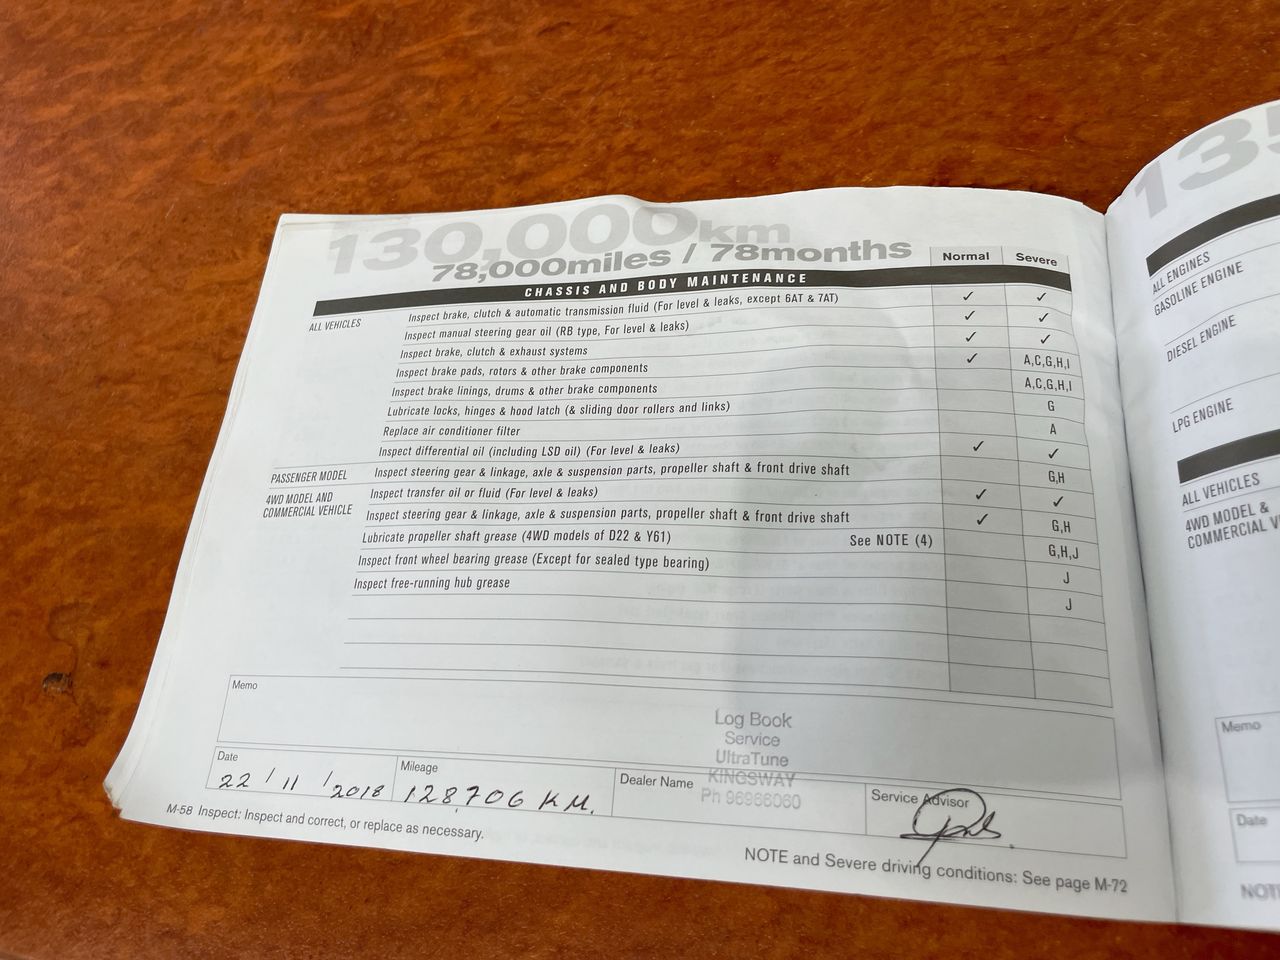 130,000km
78,000miles / 78months
Normal Severe
CHASSIS AND BODY MAINTENANCE
ALL VEHICLES Inspect brake, clutch & automatic transmission fluid (For level & leaks, except 6AT & 7AT) ✓ ✓
Inspect manual steering gear oil (RB type, For level & leaks) ✓ ✓
Inspect brake, clutch & exhaust systems ✓ ✓
Inspect brake pads, rotors & other brake components ✓ A,C,G,H,I
Inspect brake linings, drums & other brake components A,C,G,H,I
Lubricate locks, hinges & hood latch (& sliding door rollers and links) G
Replace air conditioner filter A
Inspect differential oil (including LSD oil) (For level & leaks) ✓ ✓
PASSENGER MODEL Inspect steering gear & linkage, axle & suspension parts, propeller shaft & front drive shaft G,H
4WD MODEL AND COMMERCIAL VEHICLE Inspect transfer oil or fluid (For level & leaks) ✓ ✓
Inspect steering gear & linkage, axle & suspension parts, propeller shaft & front drive shaft ✓ G,H
Lubricate propeller shaft grease (4WD models of D22 & Y61) See NOTE (4) G,H,J
Inspect front wheel bearing grease (Except for sealed type bearing) J
Inspect free-running hub grease J
Memo
Log Book
Service
UltraTune
KINGSWAY
Ph 96966060
Date 22 / 11 / 2018
Mileage 128,706 KM.
Dealer Name
Service Advisor
M-58 Inspect: Inspect and correct, or replace as necessary.
NOTE and Severe driving conditions: See page M-72
135
ALL ENGINES
GASOLINE ENGINE
DIESEL ENGINE
LPG ENGINE
ALL VEHICLES
4WD MODEL &
COMMERCIAL
Memo
Date